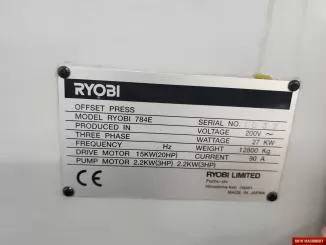 RYOBI
OFFSET PRESS
MODEL RYOBI 784E SERIAL NO.
PRODUCED IN VOLTAGE 200V ~
THREE PHASE WATTAGE 27 KW
FREQUENCY Hz WEIGHT 12800 Kg
DRIVE MOTOR 15KW(20HP) CURRENT 90 A
PUMP MOTOR 2.2KW(3HP) 2.2KW(3HP)
CE RYOBI LIMITED
MADE IN JAPAN